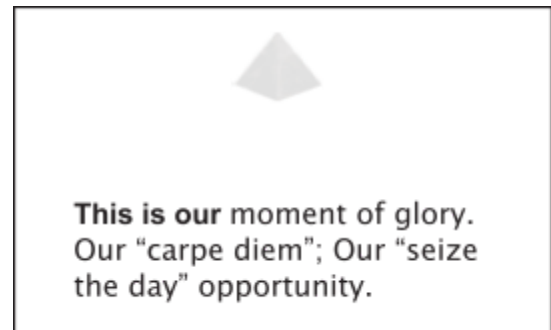 This is our moment of glory.
Our “carpe diem”; Our “seize
the day” opportunity.